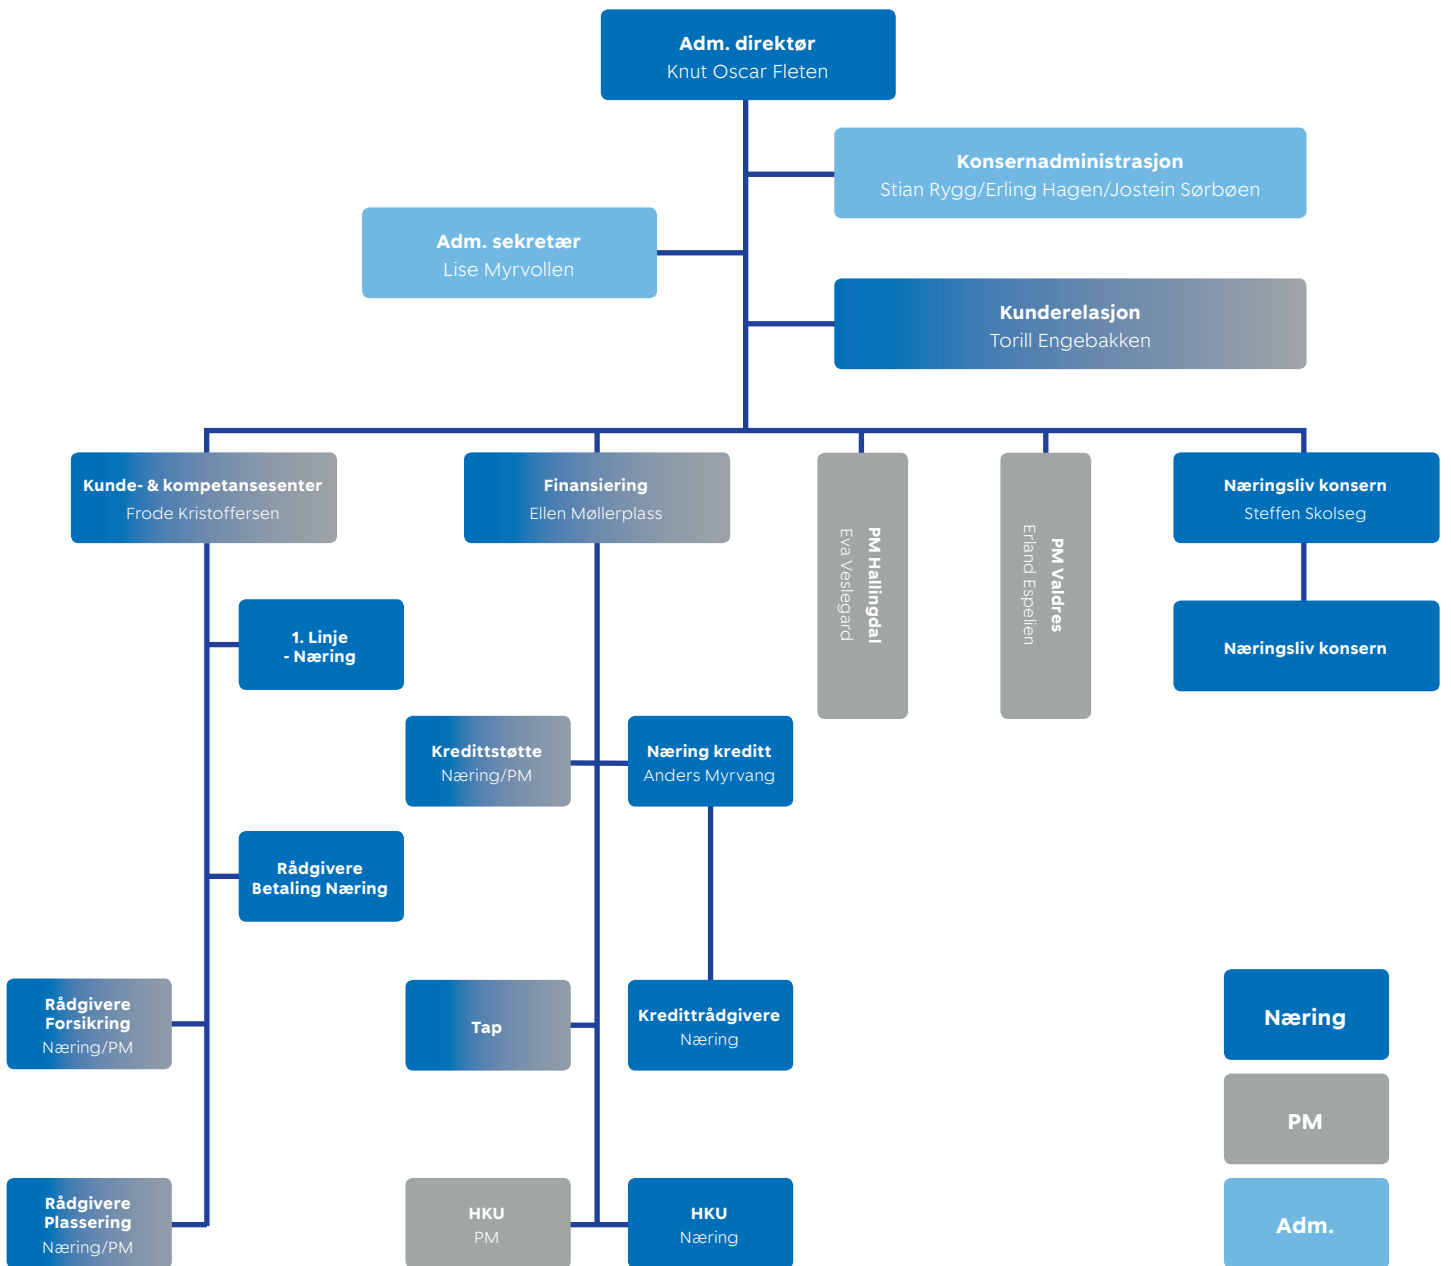 Adm. direktør
Knut Oscar Fleten
Konsernadministrasjon
Stian Rygg/Erling Hagen/Jostein Sørbøen
Adm. sekretær
Lise Myrvollen
Kunderelasjon
Torill Engebakken
Kunde- & kompetansesenter
Frode Kristoffersen
Finansiering
Ellen Møllerplass
PM Hallingdal
Eva Veslegard
PM Valdres
Erland Espelien
Næringsliv konsern
Steffen Skolseg
Næringsliv konsern
1. Linje
- Næring
Rådgivere
Betaling Næring
Rådgivere
Forsikring
Næring/PM
Rådgivere
Plassering
Næring/PM
Kredittstøtte
Næring/PM
Næring kreditt
Anders Myrvang
Tap
Kredittrådgivere
Næring
HKU
PM
HKU
Næring
Næring
PM
Adm.